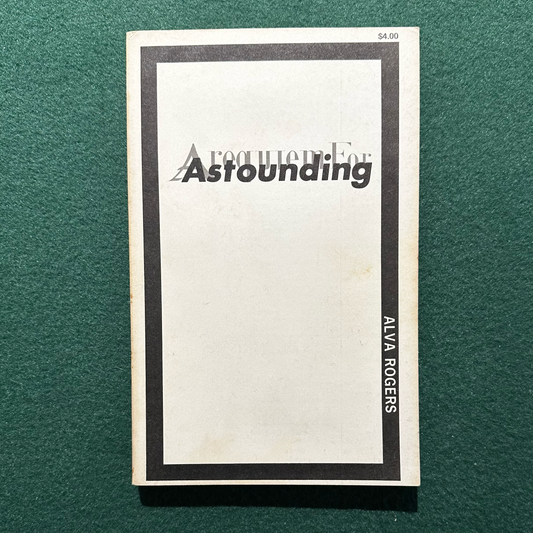 $4.00
A requiem For
Astounding
ALVA ROGERS